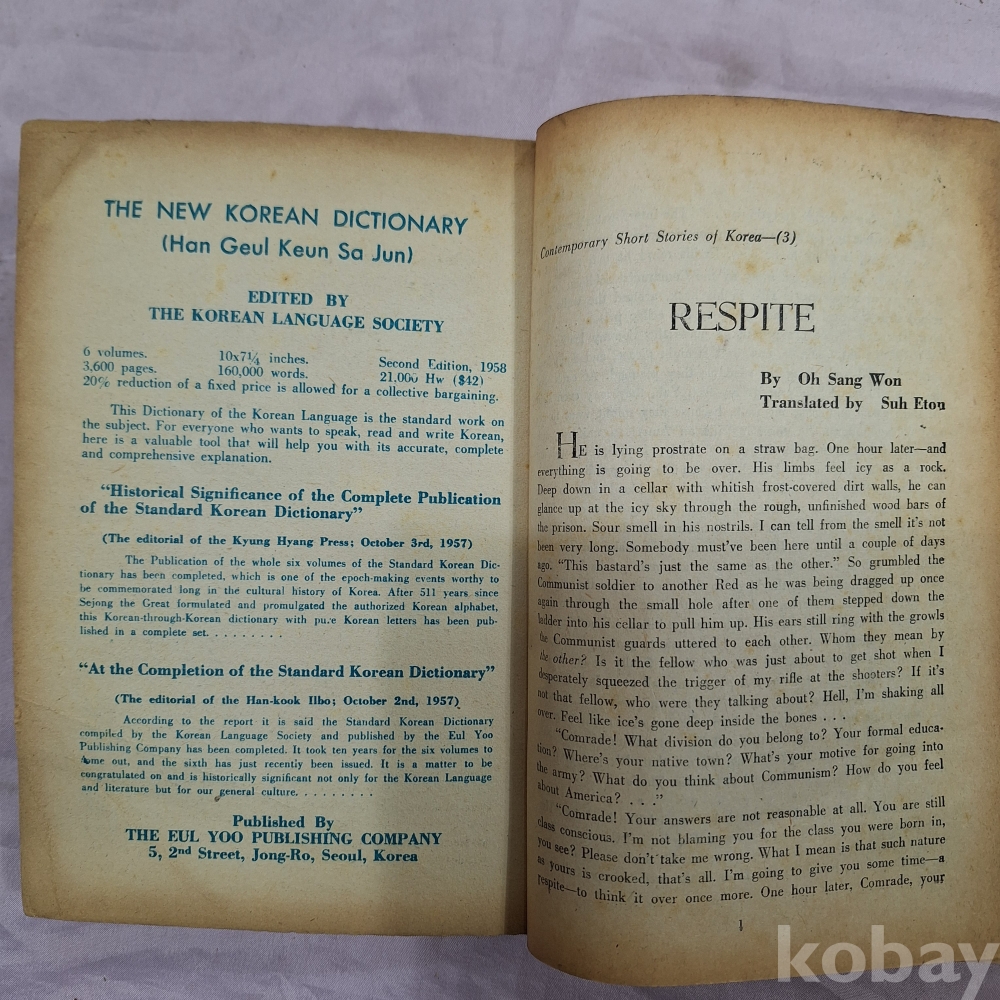 THE NEW KOREAN DICTIONARY
(Han Geul Keun Sa Jun)
EDITED BY
THE KOREAN LANGUAGE SOCIETY
6 volumes. 10x7¼ inches. Second Edition, 1958
3,600 pages. 160,000 words. 21,000 Hw ($42)
20% reduction of a fixed price is allowed for a collective bargaining.
This Dictionary of the Korean Language is the standard work on
the subject. For everyone who wants to speak, read and write Korean,
here is a valuable tool that will help you with its accurate, complete
and comprehensive explanation.
"Historical Significance of the Complete Publication
of the Standard Korean Dictionary"
(The editorial of the Kyung Hyang Press; October 3rd, 1957)
The Publication of the whole six volumes of the Standard Korean Dic-
tionary has been completed, which is one of the epoch-making events worthy to
be commemorated long in the cultural history of Korea. After 511 years since
Sejong the Great formulated and promulgated the authorized Korean alphabet,
this Korean-through-Korean dictionary with pure Korean letters has been pub-
lished in a complete set. . . . . . . . .
"At the Completion of the Standard Korean Dictionary"
(The editorial of the Han-kook Ilbo; October 2nd, 1957)
According to the report it is said the Standard Korean Dictionary
compiled by the Korean Language Society and published by the Eul Yoo
Publishing Company has been completed. It took ten years for the six volumes to
come out, and the sixth has just recently been issued. It is a matter to be
congratulated on and is historically significant not only for the Korean Language
and literature but for our general culture. . . . . . . . .
Published By
THE EUL YOO PUBLISHING COMPANY
5, 2nd Street, Jong-Ro, Seoul, Korea
Contemporary Short Stories of Korea—(3)
RESPITE
By Oh Sang Won
Translated by Suh Etou
HE is lying prostrate on a straw bag. One hour later—and
everything is going to be over. His limbs feel icy as a rock.
Deep down in a cellar with whitish frost-covered dirt walls, he can
glance up at the icy sky through the rough, unfinished wood bars of
the prison. Sour smell in his nostrils. I can tell from the smell it's not
been very long. Somebody must've been here until a couple of days
ago. "This bastard's just the same as the other." So grumbled the
Communist soldier to another Red as he was being dragged up once
again through the small hole after one of them stepped down the
ladder into his cellar to pull him up. His ears still ring with the growls
the Communist guards uttered to each other. Whom they mean by
the other? Is it the fellow who was just about to get shot when I
desperately squeezed the trigger of my rifle at the shooters? If it's
not that fellow, who were they talking about? Hell, I'm shaking all
over. Feel like ice's gone deep inside the bones . . .
"Comrade! What division do you belong to? Your formal educa-
tion? Where's your native town? What's your motive for going into
the army? What do you think about Communism? How do you feel
about America? . . ."
"Comrade! Your answers are not reasonable at all. You are still
class conscious. I'm not blaming you for the class you were born in,
you see? Please don't take me wrong. What I mean is that such nature
as yours is crooked, that's all. I'm going to give you some time—a
respite—to think it over once more. One hour later, Comrade, your
1
kobay